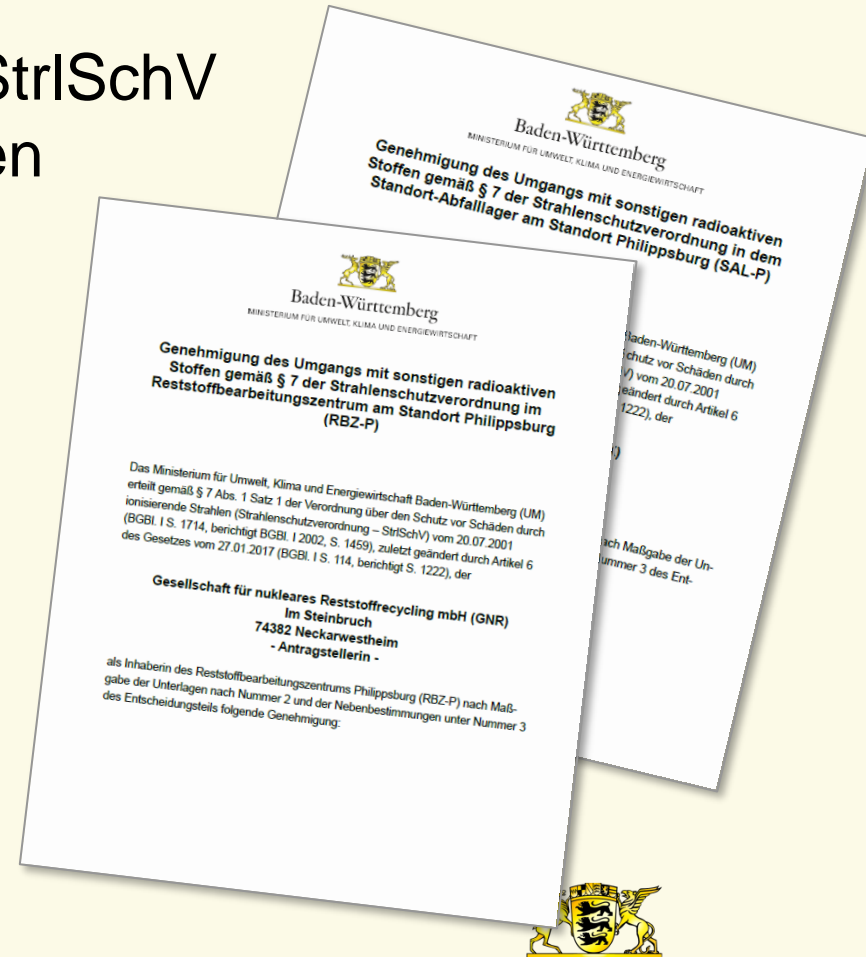 StrlSchV
en
Baden-Württemberg
MINISTERIUM FÜR UMWELT, KLIMA UND ENERGIEWIRTSCHAFT
Genehmigung des Umgangs mit sonstigen radioaktiven
Stoffen gemäß § 7 der Strahlenschutzverordnung in dem
Standort-Abfalllager am Standort Philippsburg (SAL-P)
Baden-Württemberg (UM)
chutz vor Schäden durch
V) vom 20.07.2001
eändert durch Artikel 6
1222), der
ach Maßgabe der Un-
ummer 3 des Ent-
Baden-Württemberg
MINISTERIUM FÜR UMWELT, KLIMA UND ENERGIEWIRTSCHAFT
Genehmigung des Umgangs mit sonstigen radioaktiven
Stoffen gemäß § 7 der Strahlenschutzverordnung im
Reststoffbearbeitungszentrum am Standort Philippsburg
(RBZ-P)
Das Ministerium für Umwelt, Klima und Energiewirtschaft Baden-Württemberg (UM)
erteilt gemäß § 7 Abs. 1 Satz 1 der Verordnung über den Schutz vor Schäden durch
ionisierende Strahlen (Strahlenschutzverordnung – StrlSchV) vom 20.07.2001
(BGBl. I S. 1714, berichtigt BGBl. I 2002, S. 1459), zuletzt geändert durch Artikel 6
des Gesetzes vom 27.01.2017 (BGBl. I S. 114, berichtigt S. 1222), der
Gesellschaft für nukleares Reststoffrecycling mbH (GNR)
Im Steinbruch
74382 Neckarwestheim
- Antragstellerin -
als Inhaberin des Reststoffbearbeitungszentrums Philippsburg (RBZ-P) nach Maß-
gabe der Unterlagen nach Nummer 2 und der Nebenbestimmungen unter Nummer 3
des Entscheidungsteils folgende Genehmigung: